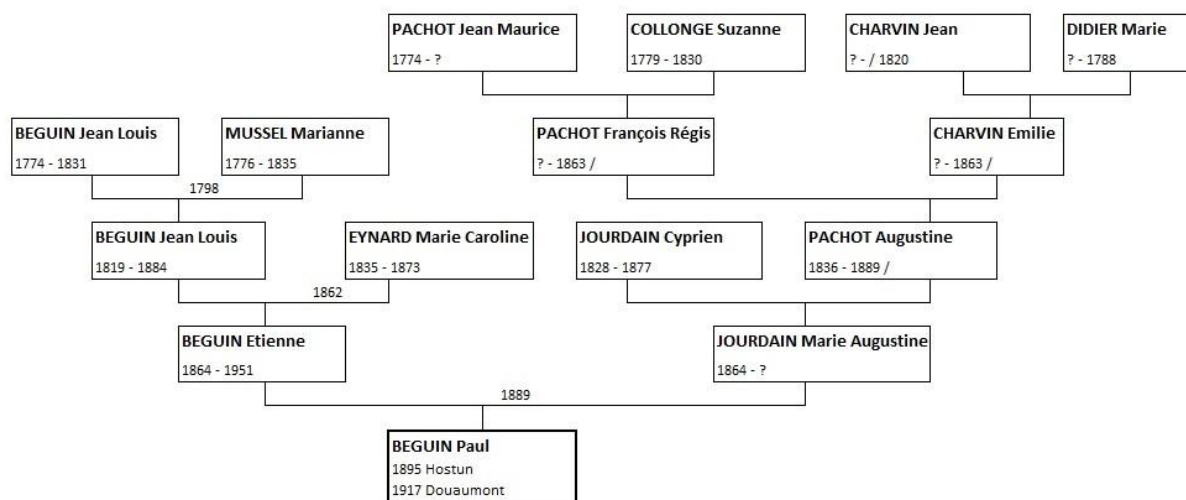 PACHOT Jean Maurice
1774 - ?
COLLONGE Suzanne
1779 - 1830
CHARVIN Jean
? - / 1820
DIDIER Marie
? - 1788
BEGUIN Jean Louis
1774 - 1831
MUSSEL Marianne
1776 - 1835
PACHOT François Régis
? - 1863 /
CHARVIN Emilie
? - 1863 /
1798
BEGUIN Jean Louis
1819 - 1884
EYNARD Marie Caroline
1835 - 1873
JOURDAIN Cyprien
1828 - 1877
PACHOT Augustine
1836 - 1889 /
1862
BEGUIN Etienne
1864 - 1951
JOURDAIN Marie Augustine
1864 - ?
1889
BEGUIN Paul
1895 Hostun
1917 Douaumont